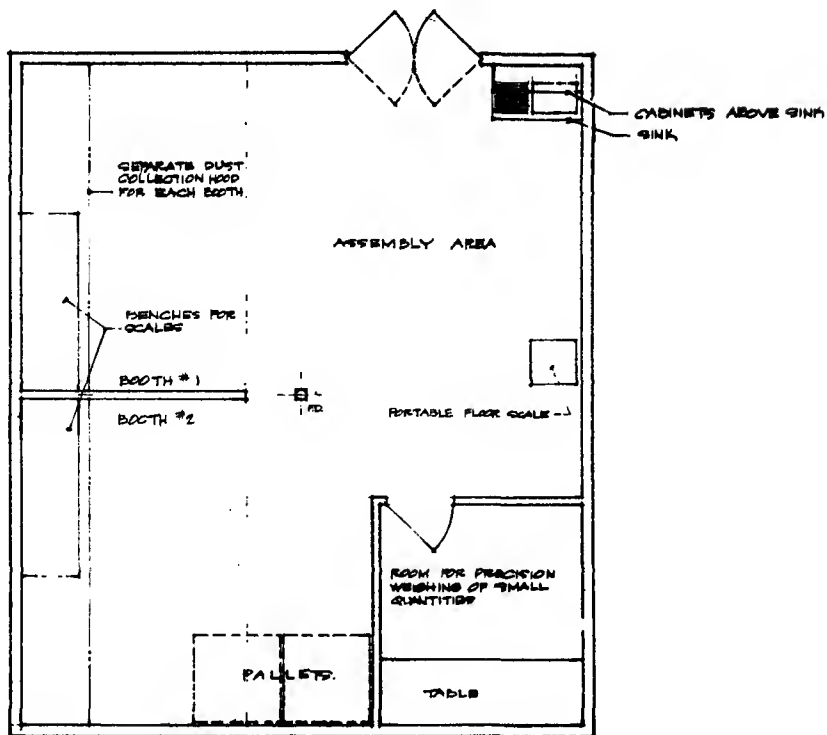 CABINETS ABOVE SINK
SINK
SEPARATE DUST
COLLECTION HOOD
FOR EACH BOOTH.
ASSEMBLY AREA
BENCHES FOR
SCALES
BOOTH #1
BOOTH #2
F.D.
PORTABLE FLOOR SCALE
ROOM FOR PRECISION
WEIGHING OF SMALL
QUANTITIES
PALLETS.
TABLE